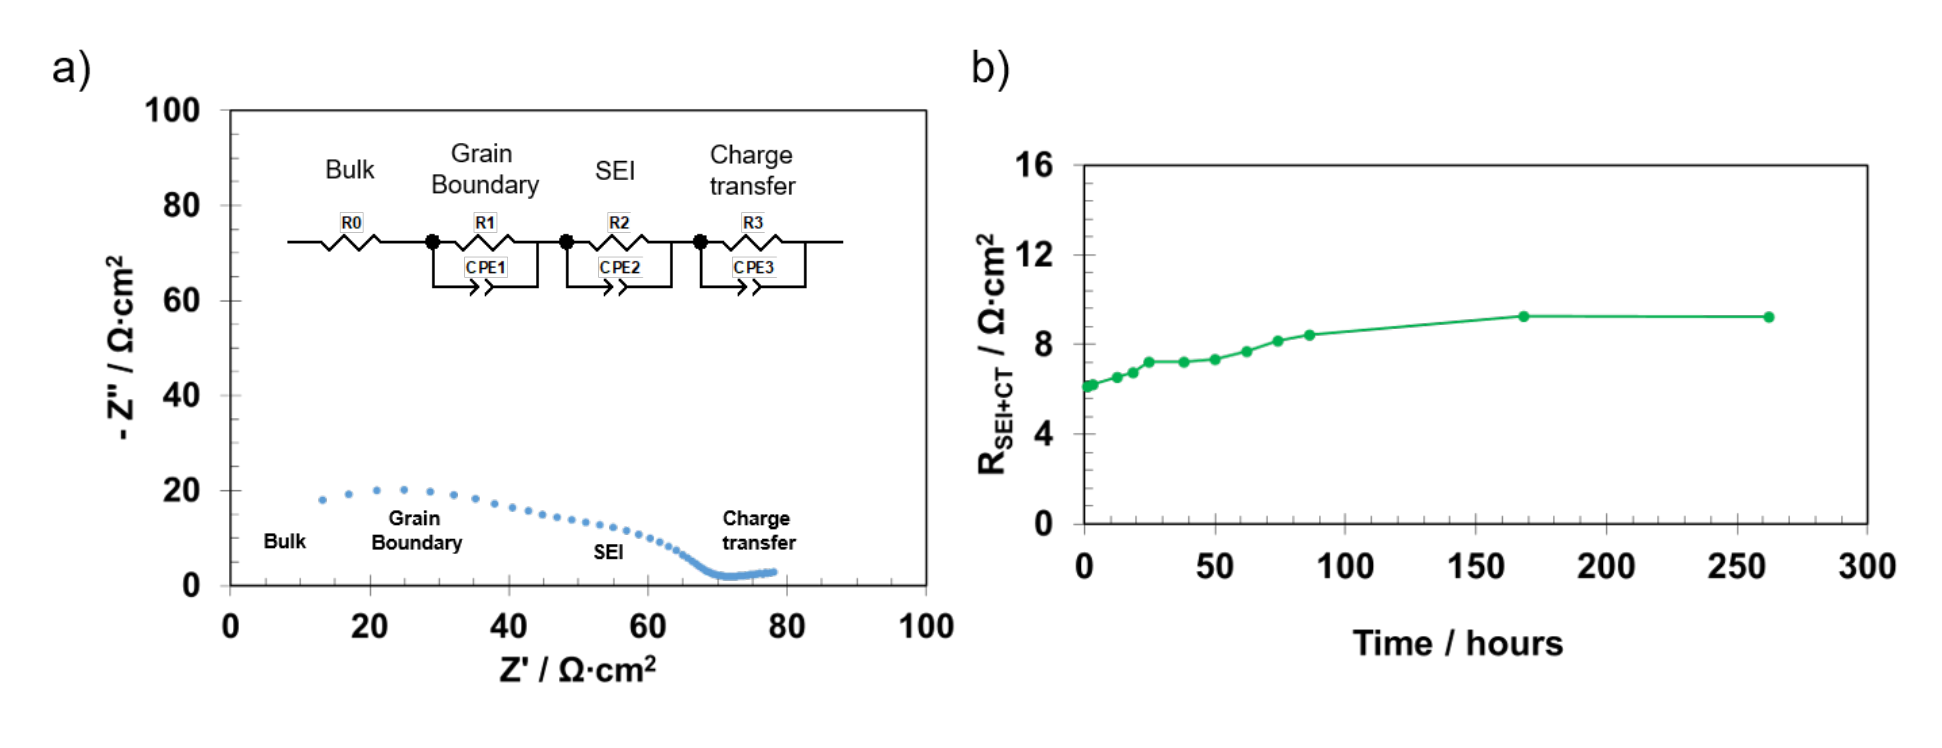 a)
100
80
60
40
20
0
- Z'' / Ω·cm²
Bulk
Grain
Boundary
SEI
Charge
transfer
R0
R1
R2
R3
CPE1
CPE2
CPE3
Bulk
Grain
Boundary
SEI
Charge
transfer
0 20 40 60 80 100
Z' / Ω·cm²
b)
16
12
8
4
0
R_SEI+CT / Ω·cm²
0 50 100 150 200 250 300
Time / hours